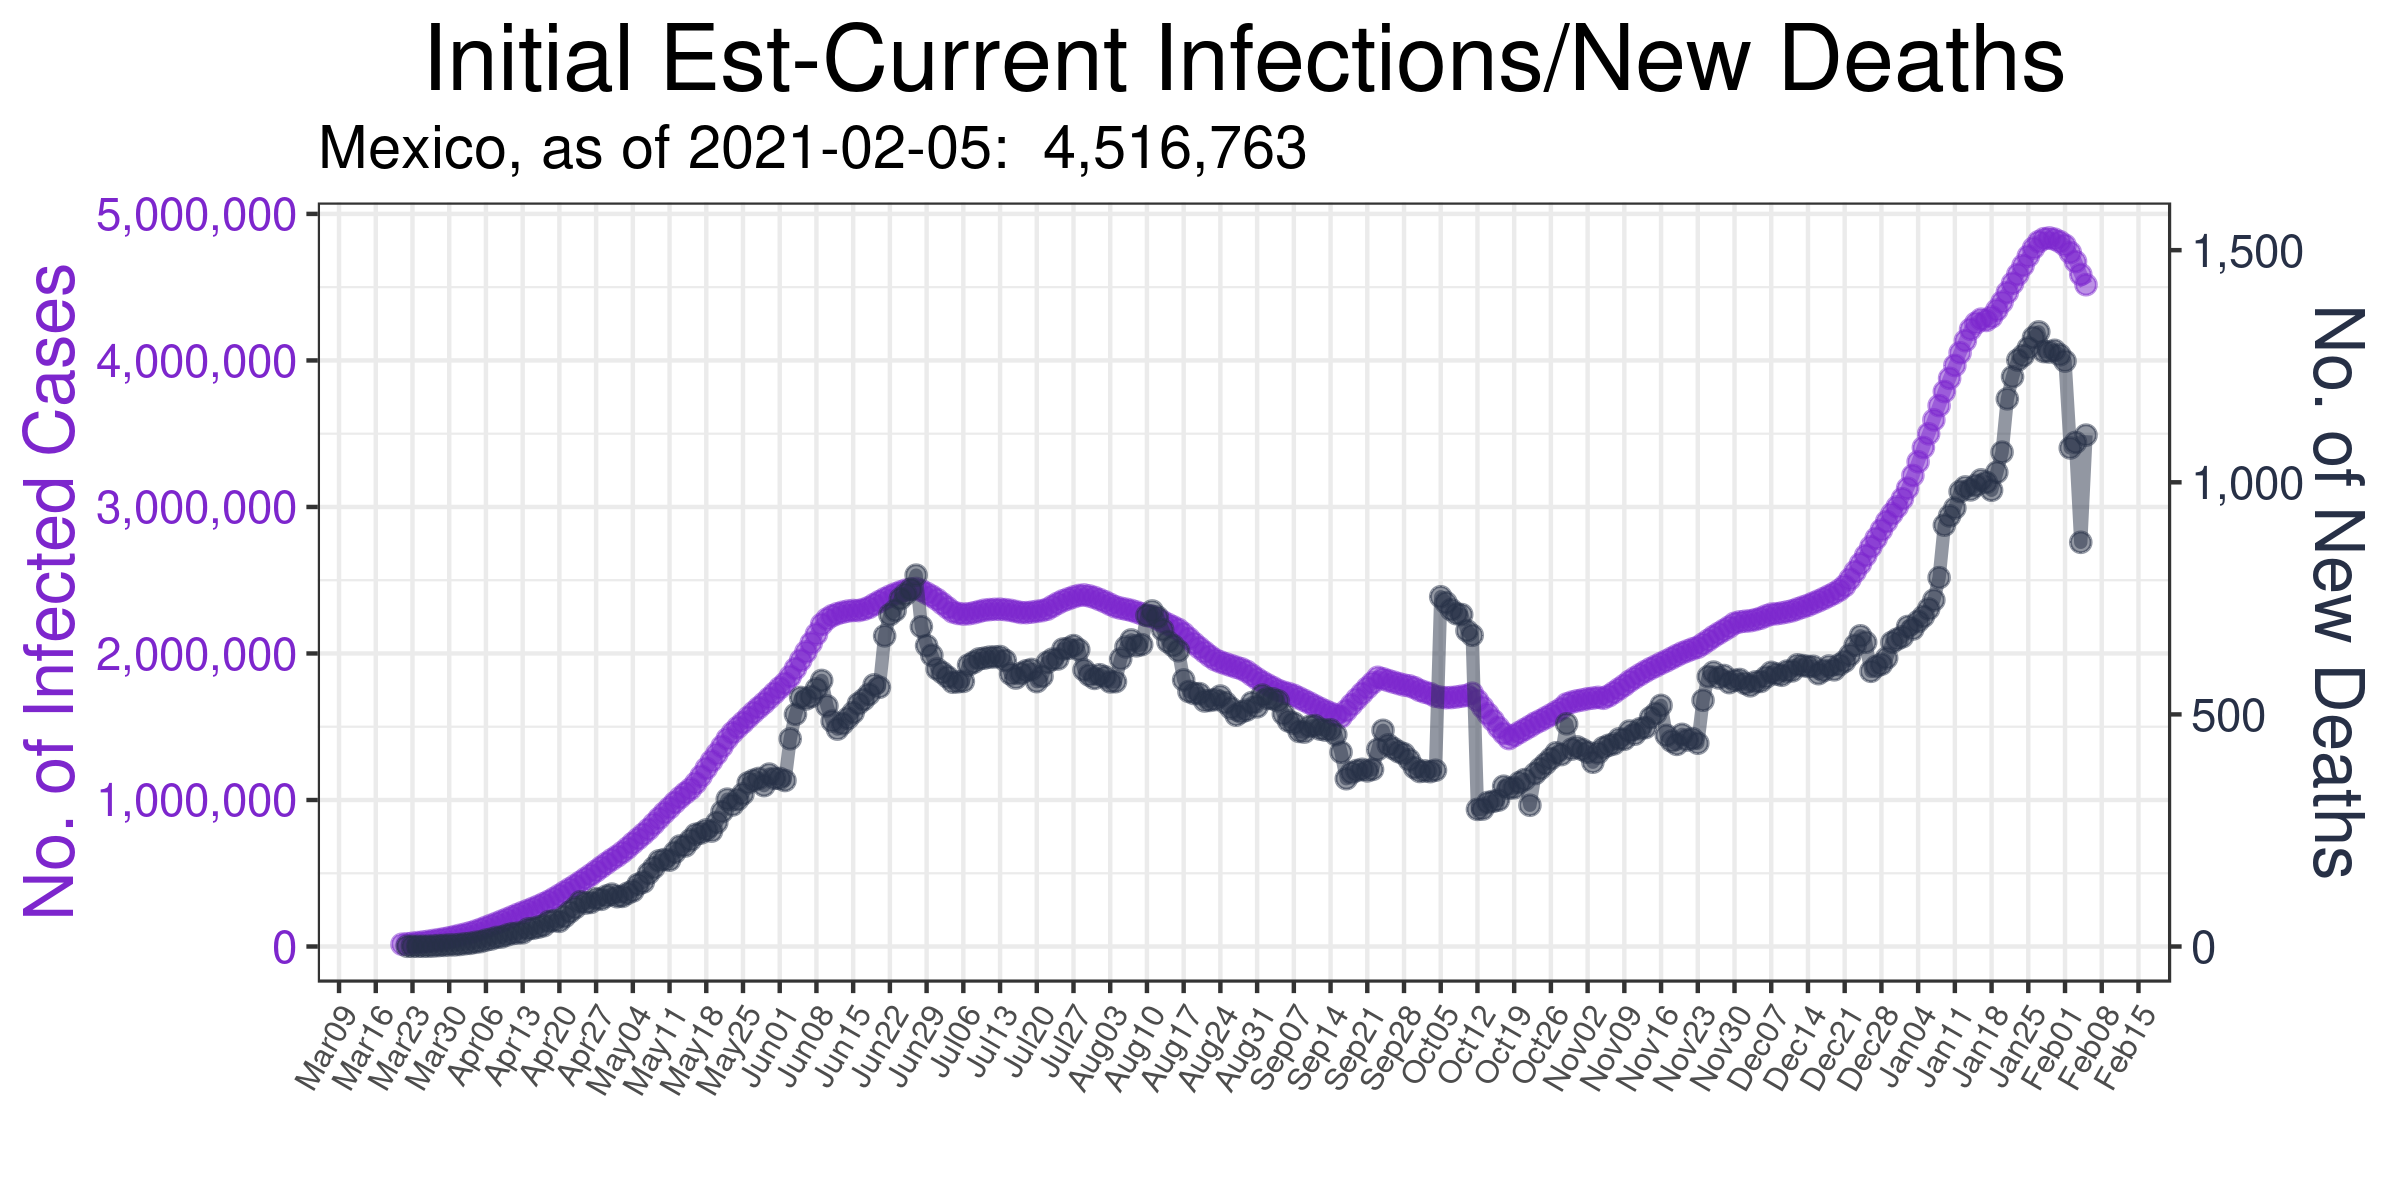 Initial Est-Current Infections/New Deaths
Mexico, as of 2021-02-05:  4,516,763
No. of Infected Cases
5,000,000
4,000,000
3,000,000
2,000,000
1,000,000
0
1,500
1,000
500
0
No. of New Deaths
Mar09
Mar16
Mar23
Mar30
Apr06
Apr13
Apr20
Apr27
May04
May11
May18
May25
Jun01
Jun08
Jun15
Jun22
Jun29
Jul06
Jul13
Jul20
Jul27
Aug03
Aug10
Aug17
Aug24
Aug31
Sep07
Sep14
Sep21
Sep28
Oct05
Oct12
Oct19
Oct26
Nov02
Nov09
Nov16
Nov23
Nov30
Dec07
Dec14
Dec21
Dec28
Jan04
Jan11
Jan18
Jan25
Feb01
Feb08
Feb15